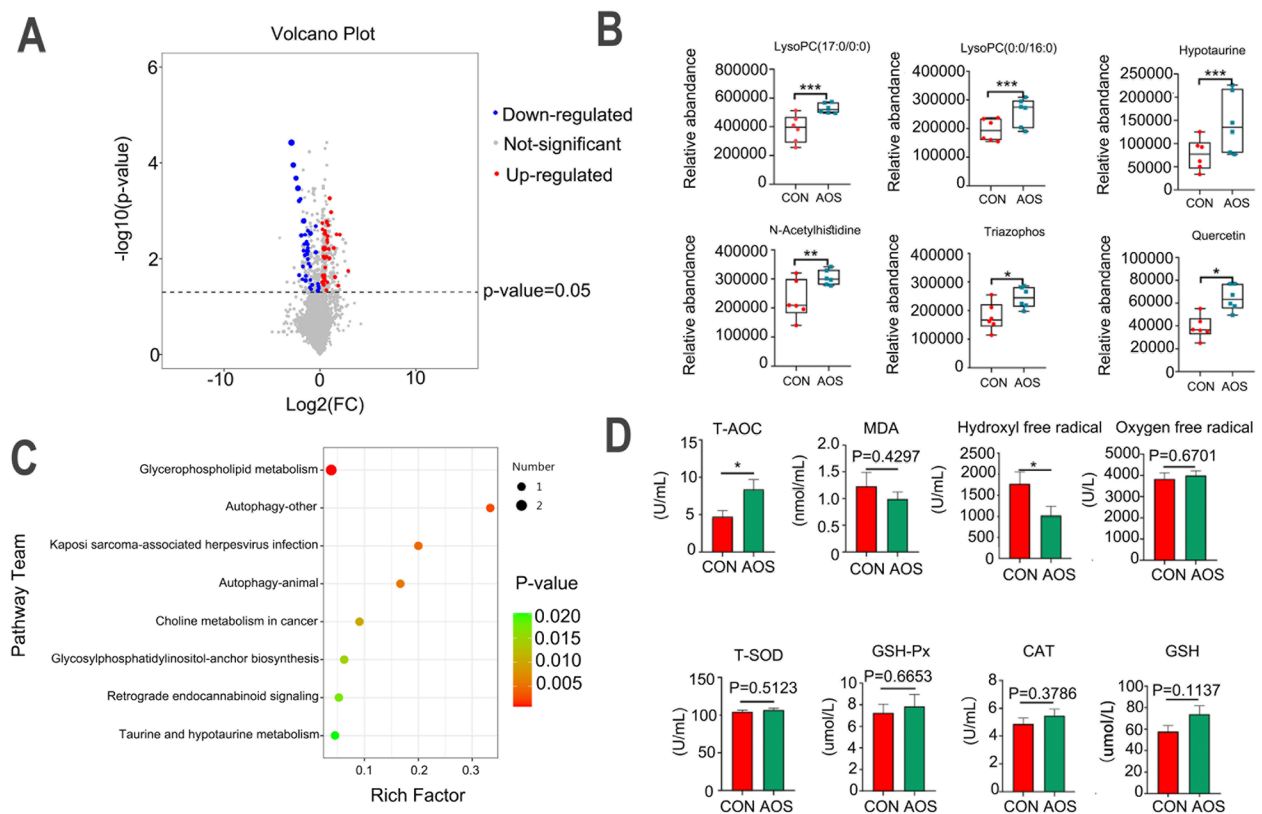 A
Volcano Plot
6
4
2
0
-log10(p-value)
-10
0
10
Log2(FC)
Down-regulated
Not-significant
Up-regulated
p-value=0.05
B
LysoPC(17:0/0:0)
Relative abundance
800000
600000
400000
200000
0
***
CON AOS
LysoPC(0:0/16:0)
Relative abundance
400000
300000
200000
100000
0
***
CON AOS
Hypotaurine
Relative abundance
250000
200000
150000
100000
50000
0
***
CON AOS
N-Acetylhistidine
Relative abundance
400000
300000
200000
100000
0
**
CON AOS
Triazophos
Relative abundance
400000
300000
200000
100000
0
*
CON AOS
Quercetin
Relative abundance
100000
80000
60000
40000
20000
0
*
CON AOS
C
Pathway Team
Glycerophospholipid metabolism
Autophagy-other
Kaposi sarcoma-associated herpesvirus infection
Autophagy-animal
Choline metabolism in cancer
Glycosylphosphatidylinositol-anchor biosynthesis
Retrograde endocannabinoid signaling
Taurine and hypotaurine metabolism
0.1
0.2
0.3
Rich Factor
Number
1
2
P-value
0.020
0.015
0.010
0.005
D
T-AOC
(U/mL)
15
10
5
0
*
CON AOS
MDA
(nmol/mL)
2.0
1.5
1.0
0.5
0
P=0.4297
CON AOS
Hydroxyl free radical
(U/mL)
2500
2000
1500
1000
500
0
*
CON AOS
Oxygen free radical
(U/L)
5000
4000
3000
2000
1000
0
P=0.6701
CON AOS
T-SOD
(U/mL)
150
100
50
0
P=0.5123
CON AOS
GSH-Px
(umol/L)
10
8
6
4
2
0
P=0.6653
CON AOS
CAT
(U/mL)
8
6
4
2
0
P=0.3786
CON AOS
GSH
(umol/L)
100
80
60
40
20
0
P=0.1137
CON AOS